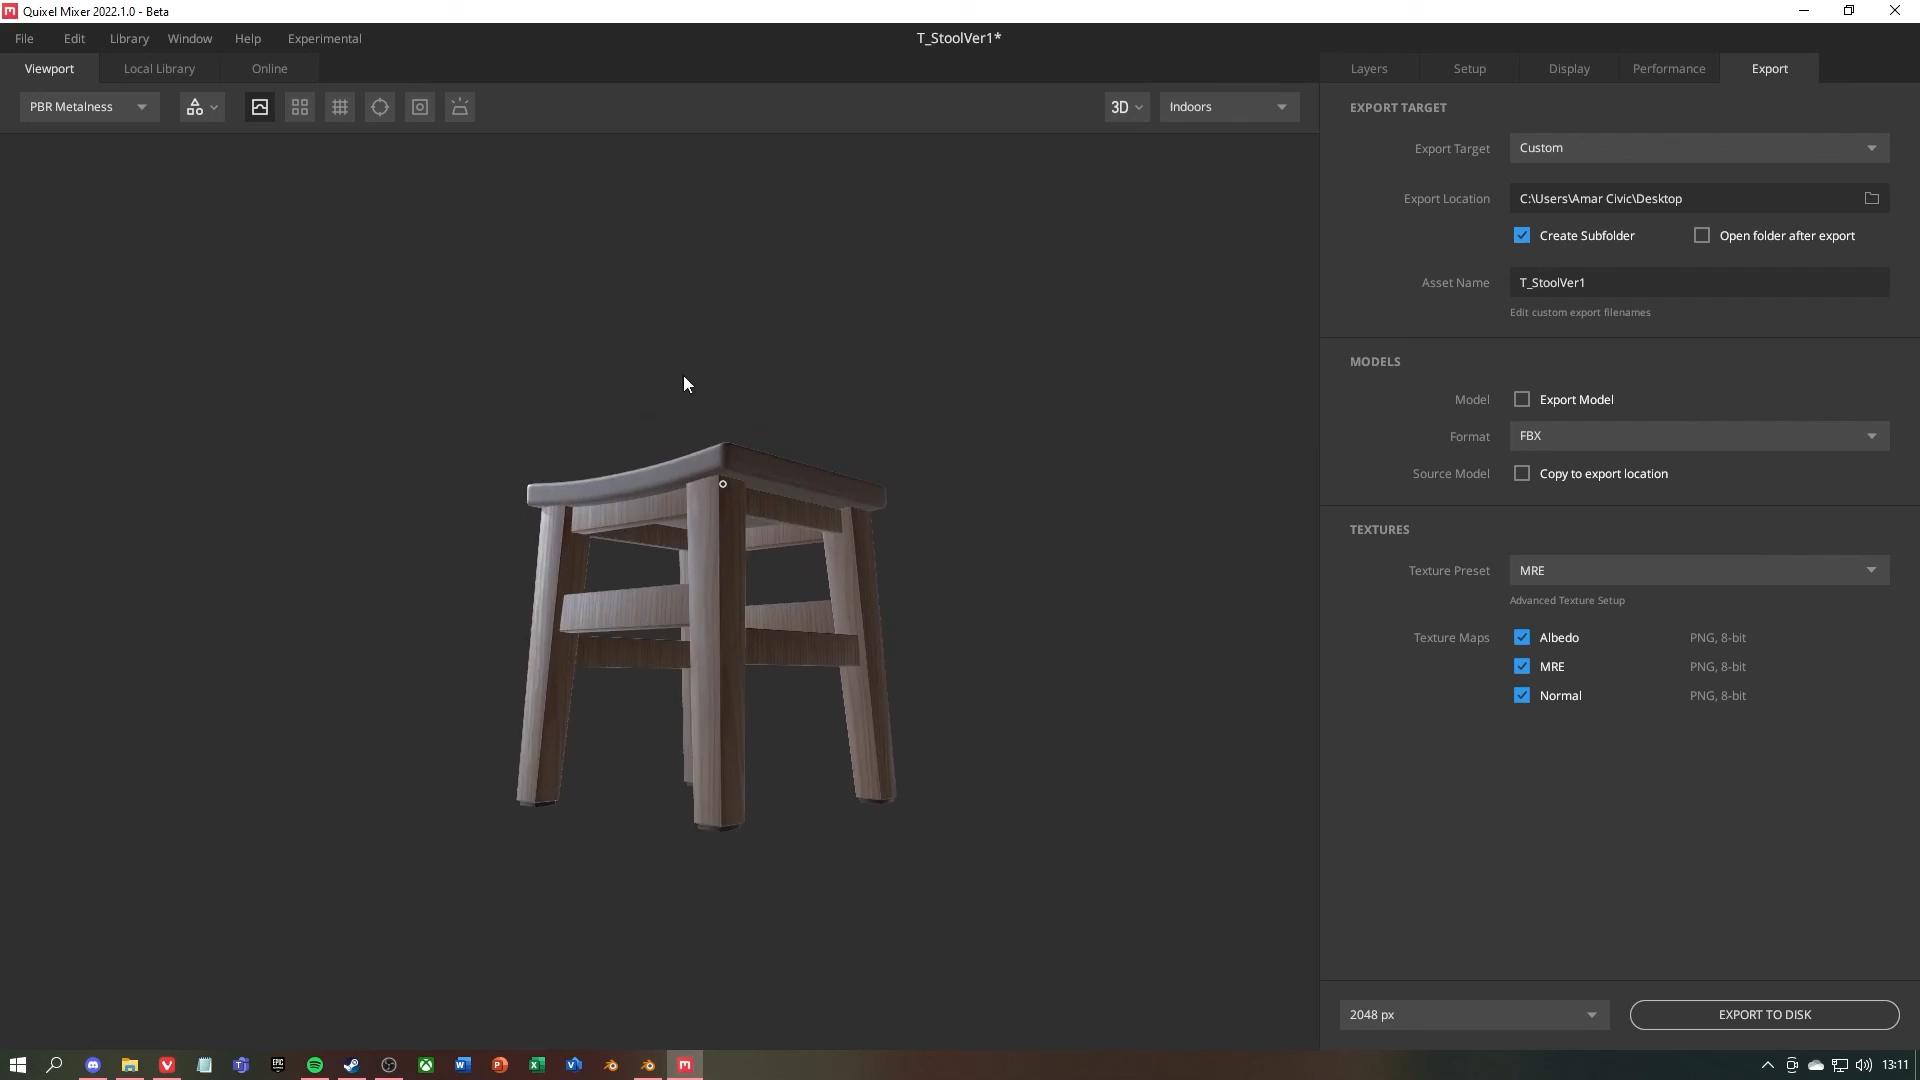 Quixel Mixer 2022.1.0 - Beta
File Edit Library Window Help Experimental
T_StoolVer1*
Viewport Local Library Online
Layers Setup Display Performance Export
PBR Metalness
3D
Indoors
EXPORT TARGET
Export Target Custom
Export Location C:\Users\Amar Civic\Desktop
Create Subfolder Open folder after export
Asset Name T_StoolVer1
Edit custom export filenames
MODELS
Model Export Model
Format FBX
Source Model Copy to export location
TEXTURES
Texture Preset MRE
Advanced Texture Setup
Texture Maps Albedo PNG, 8-bit
MRE PNG, 8-bit
Normal PNG, 8-bit
2048 px
EXPORT TO DISK
13:11